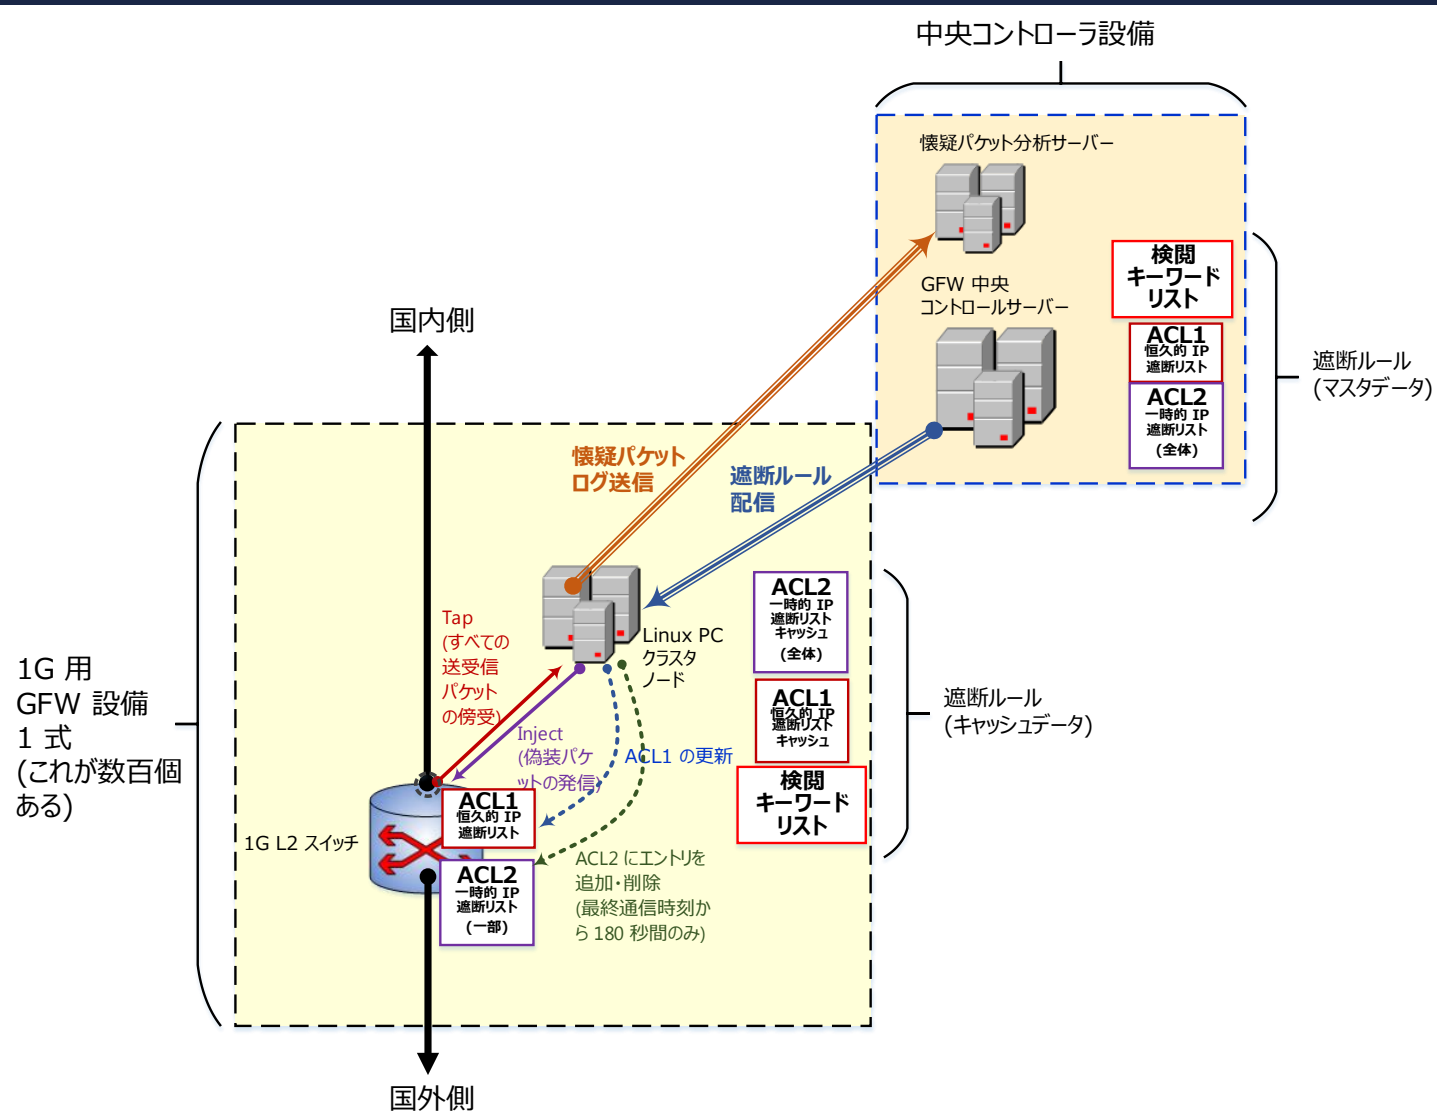 中央コントローラ設備
懐疑パケット分析サーバー
GFW 中央
コントロールサーバー
検閲
キーワード
リスト
ACL1
恒久的 IP
遮断リスト
ACL2
一時的 IP
遮断リスト
(全体)
遮断ルール
(マスタデータ)
国内側
懐疑パケット
ログ送信
遮断ルール
配信
1G 用
GFW 設備
1 式
(これが数百個
ある)
Tap
(すべての
送受信
パケット
の傍受)
Linux PC
クラスタ
ノード
Inject
(偽装パケ
ットの発信)
ACL1 の更新
ACL2
一時的 IP
遮断リスト
キャッシュ
(全体)
ACL1
恒久的 IP
遮断リスト
キャッシュ
検閲
キーワード
リスト
遮断ルール
(キャッシュデータ)
1G L2 スイッチ
ACL1
恒久的 IP
遮断リスト
ACL2
一時的 IP
遮断リスト
(一部)
ACL2 にエントリを
追加・削除
(最終通信時刻か
ら 180 秒間のみ)
国外側